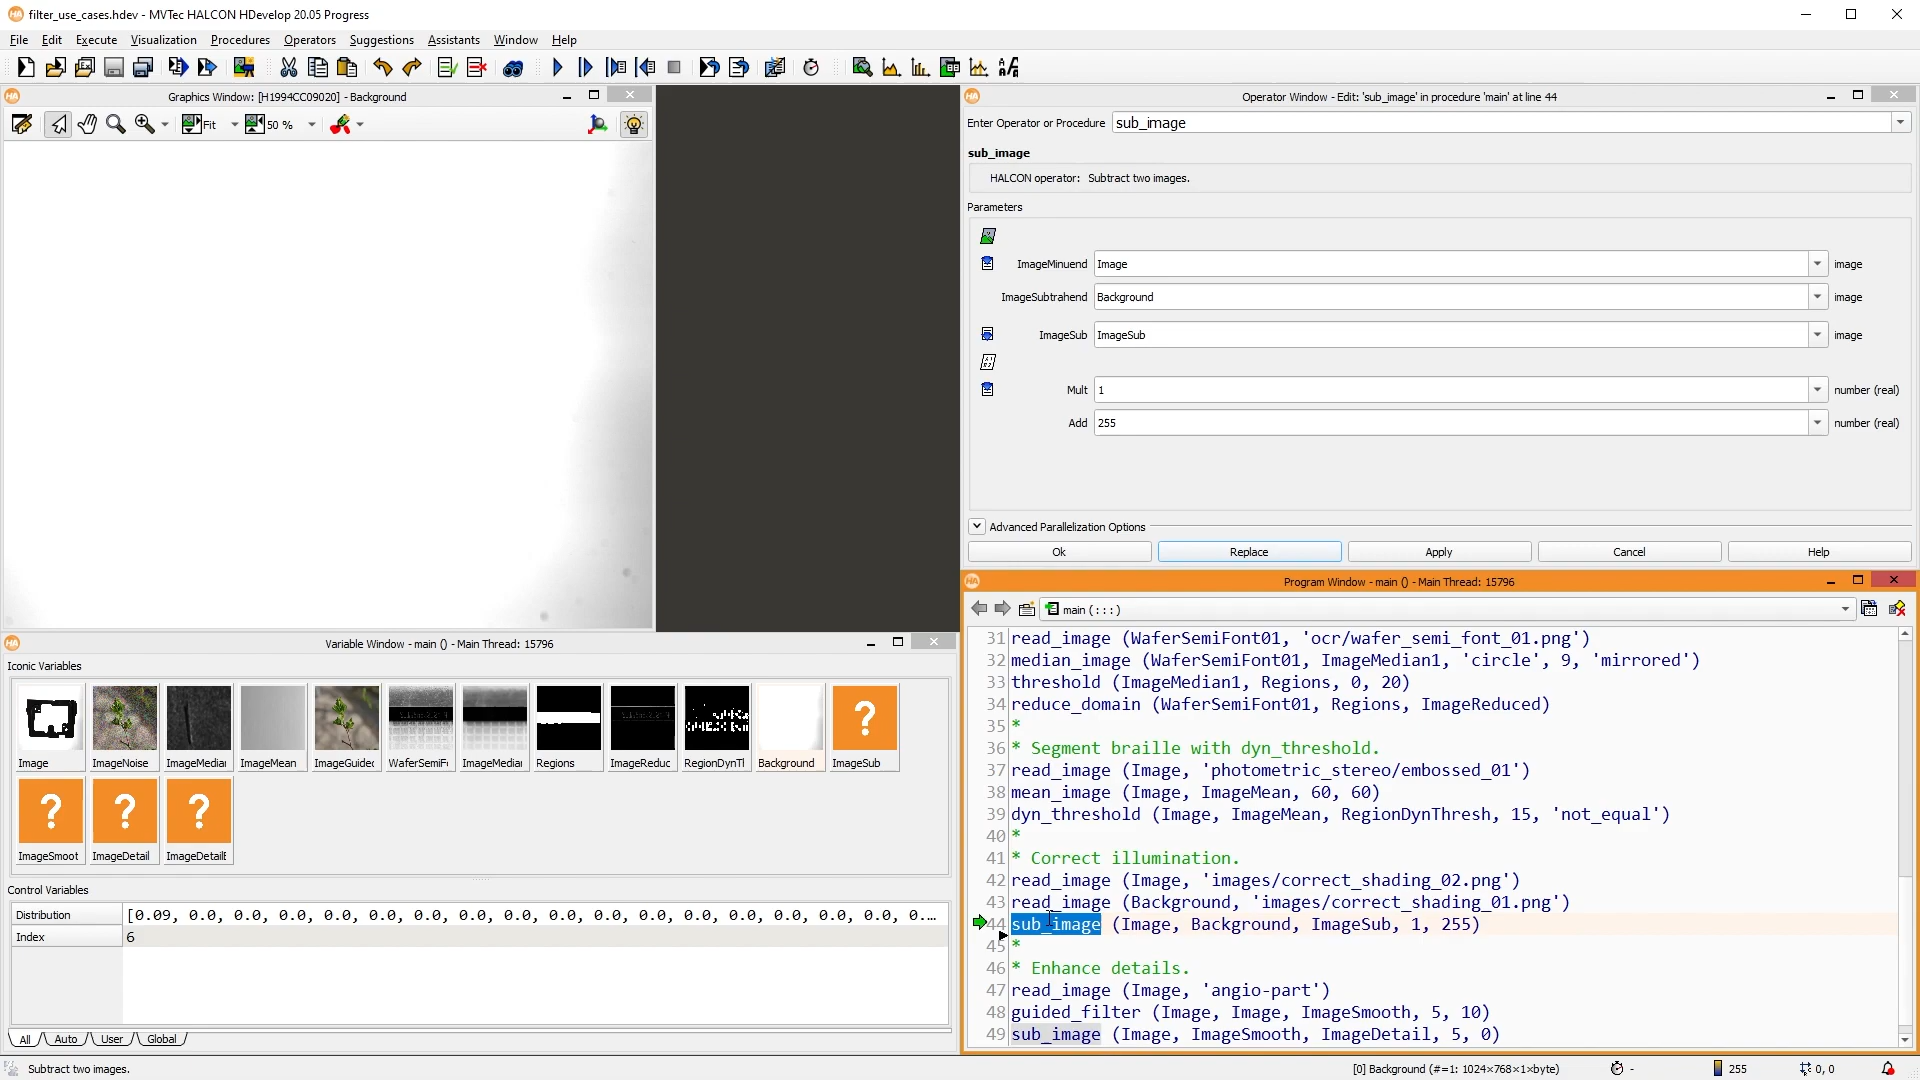 filter_use_cases.hdev - MVTec HALCON HDevelop 20.05 Progress
File Edit Execute Visualization Procedures Operators Suggestions Assistants Window Help
Graphics Window: [H1994CC09020] - Background
Fit 50 %
Operator Window - Edit: 'sub_image' in procedure 'main' at line 44
Enter Operator or Procedure sub_image
sub_image
HALCON operator: Subtract two images.
Parameters
ImageMinuend Image image
ImageSubtrahend Background image
ImageSub ImageSub image
Mult 1 number (real)
Add 255 number (real)
Advanced Parallelization Options
Ok Replace Apply Cancel Help
Program Window - main () - Main Thread: 15796
main (:::)
31 read_image (WaferSemiFont01, 'ocr/wafer_semi_font_01.png')
32 median_image (WaferSemiFont01, ImageMedian1, 'circle', 9, 'mirrored')
33 threshold (ImageMedian1, Regions, 0, 20)
34 reduce_domain (WaferSemiFont01, Regions, ImageReduced)
35 *
36 * Segment braille with dyn_threshold.
37 read_image (Image, 'photometric_stereo/embossed_01')
38 mean_image (Image, ImageMean, 60, 60)
39 dyn_threshold (Image, ImageMean, RegionDynThresh, 15, 'not_equal')
40 *
41 * Correct illumination.
42 read_image (Image, 'images/correct_shading_02.png')
43 read_image (Background, 'images/correct_shading_01.png')
44 sub_image (Image, Background, ImageSub, 1, 255)
45 *
46 * Enhance details.
47 read_image (Image, 'angio-part')
48 guided_filter (Image, Image, ImageSmooth, 5, 10)
49 sub_image (Image, ImageSmooth, ImageDetail, 5, 0)
Variable Window - main () - Main Thread: 15796
Iconic Variables
Image ImageNoise ImageMedian ImageMean ImageGuided WaferSemiF ImageMedian Regions ImageReduc RegionDynTl Background ImageSub
? ? ?
ImageSmoot ImageDetail ImageDetailE
Control Variables
Distribution [0.09, 0.0, 0.0, 0.0, 0.0, 0.0, 0.0, 0.0, 0.0, 0.0, 0.0, 0.0, 0.0, 0.0, 0.0, 0.0, 0.0, 0....
Index 6
All Auto User Global
Subtract two images.
[0] Background (#=1: 1024×768×1×byte) - 255 0, 0